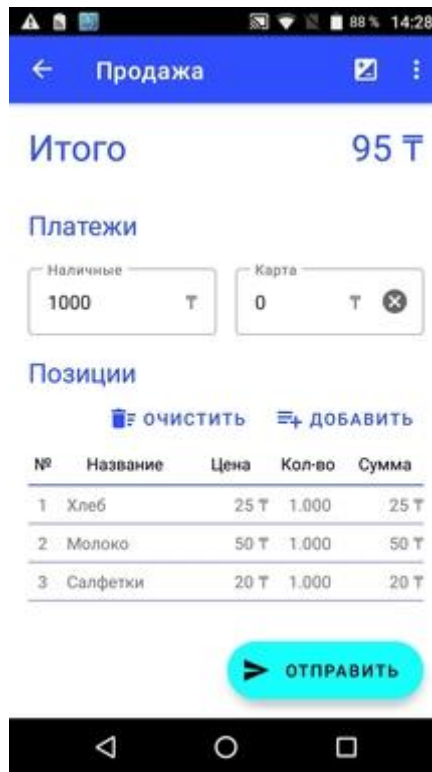 88 % 14:28
Продажа
Итого 95 ₸
Платежи
Наличные Карта
1000 ₸ 0 ₸
Позиции
ОЧИСТИТЬ ДОБАВИТЬ
№ Название Цена Кол-во Сумма
1 Хлеб 25 ₸ 1.000 25 ₸
2 Молоко 50 ₸ 1.000 50 ₸
3 Салфетки 20 ₸ 1.000 20 ₸
ОТПРАВИТЬ